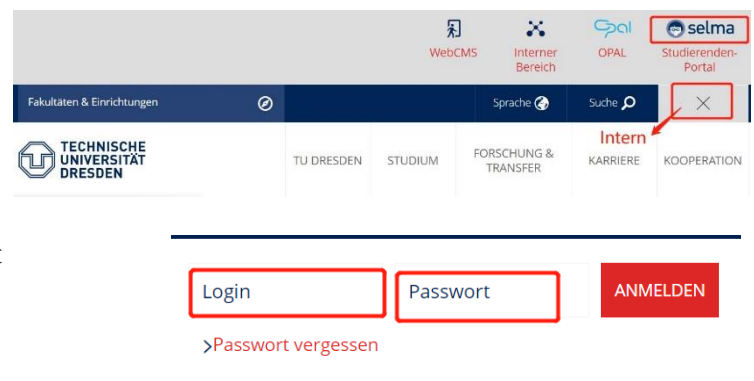 selma
WebCMS
Interner
Bereich
OPAL
Studierenden-
Portal
Fakultäten & Einrichtungen
Sprache
Suche
Intern
TECHNISCHE
UNIVERSITÄT
DRESDEN
TU DRESDEN
STUDIUM
FORSCHUNG &
TRANSFER
KARRIERE
KOOPERATION
Login
Passwort
ANMELDEN
>Passwort vergessen